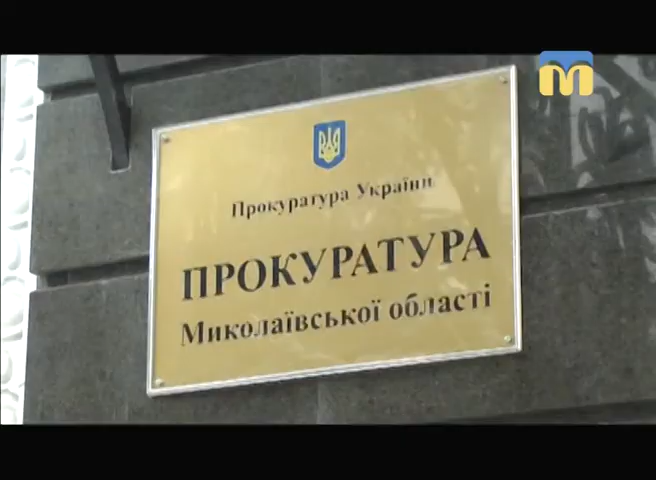 Прокуратура України
ПРОКУРАТУРА
Миколаївської області